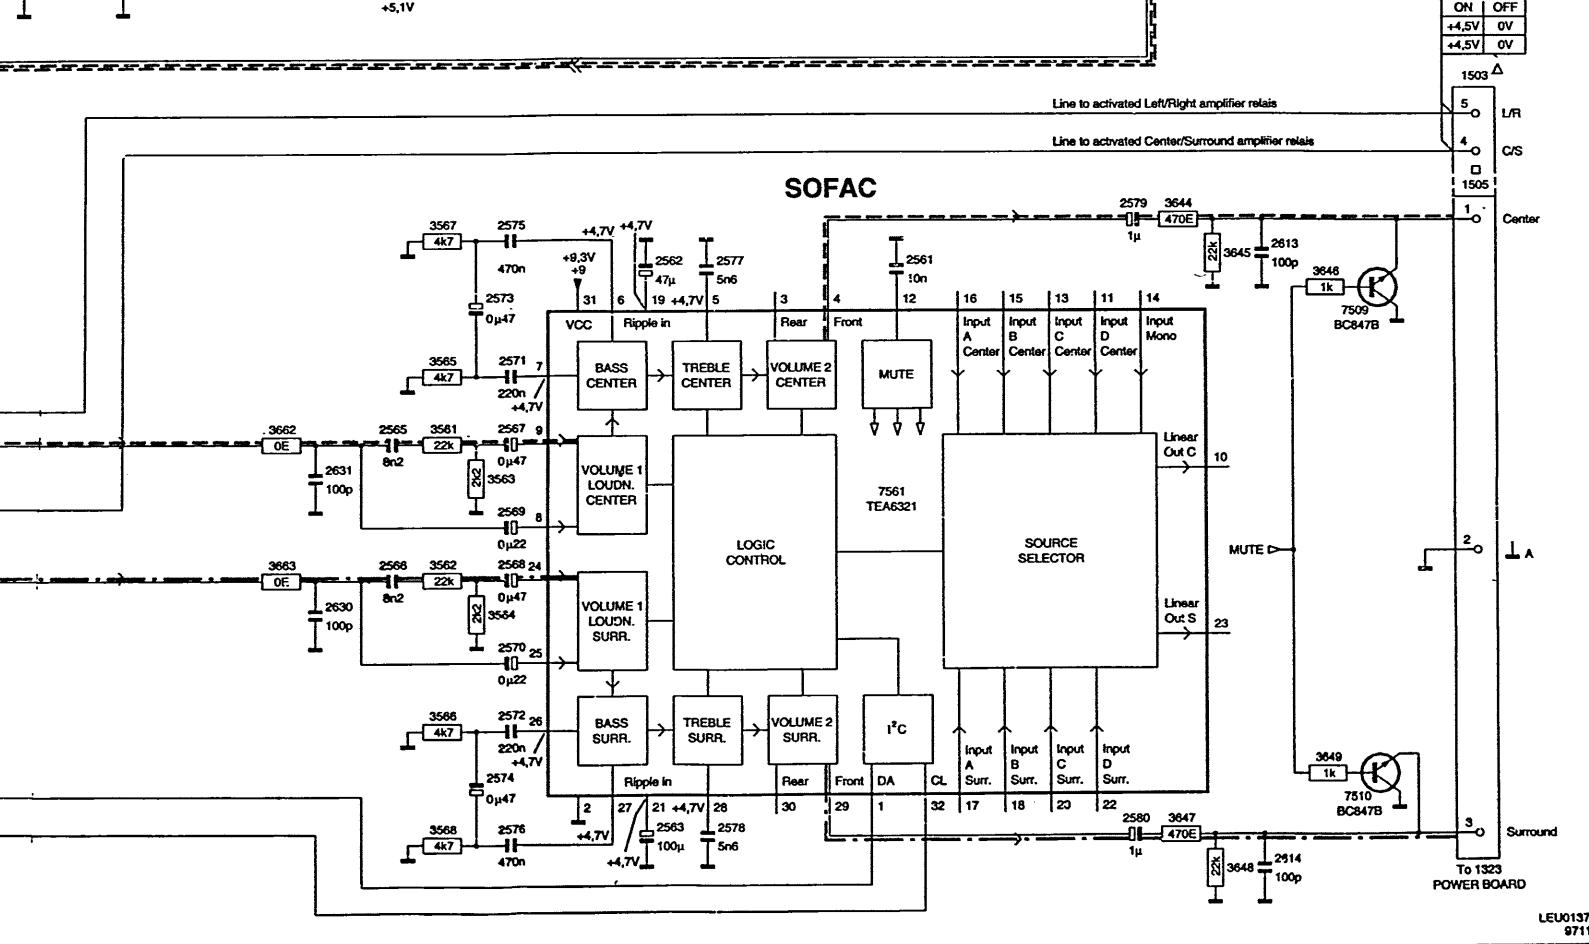 +5,1V
ON OFF
+4,5V 0V
+4,5V 0V
1503
Line to activated Left/Right amplifier relais
5 L/R
Line to activated Center/Surround amplifier relais
4 C/S
1505
SOFAC
2579 3644
470E
1µ
1 Center
3567 2575
4k7
470n
+4,7V +4,7V
+9,3V
+9
2562
47µ
2577
5n6
2561
10n
22k 3645
2613
100p
3646
1k
7509
BC847B
2573
0µ47
31 6 19 +4,7V 5 3 4 12 16 15 13 11 14
VCC Ripple in Rear Front
Input A Center
Input B Center
Input C Center
Input D Center
Input Mono
3565 2571 7
4k7
220n
+4,7V
BASS CENTER
TREBLE CENTER
VOLUME 2 CENTER
MUTE
3662
0E
2565
8n2
3561
22k
2567 9
0µ47
2631
100p
2k2 3563
2569 8
0µ22
VOLUME 1
LOUDN.
CENTER
Linear
Out C
10
7561
TEA6321
LOGIC
CONTROL
SOURCE
SELECTOR
MUTE
2
A
3663
0E
2566
8n2
3562
22k
2568 24
0µ47
2630
100p
2k2 3564
2570 25
0µ22
VOLUME 1
LOUDN.
SURR.
Linear
Out S
23
3566 2572 26
4k7
220n
+4,7V
BASS
SURR.
TREBLE
SURR.
VOLUME 2
SURR.
I²C
Input A Surr.
Input B Surr.
Input C Surr.
Input D Surr.
2574
0µ47
Ripple in Rear Front DA CL
2 27 21 +4,7V 28 30 29 1 32 17 18 20 22
3649
1k
7510
BC847B
3568 2576
4k7
470n
+4,7V
+4,7V
2563
100µ
2578
5n6
2580 3647
470E
1µ
3 Surround
22k 3648
2614
100p
To 1323
POWER BOARD
LEU0137
9711